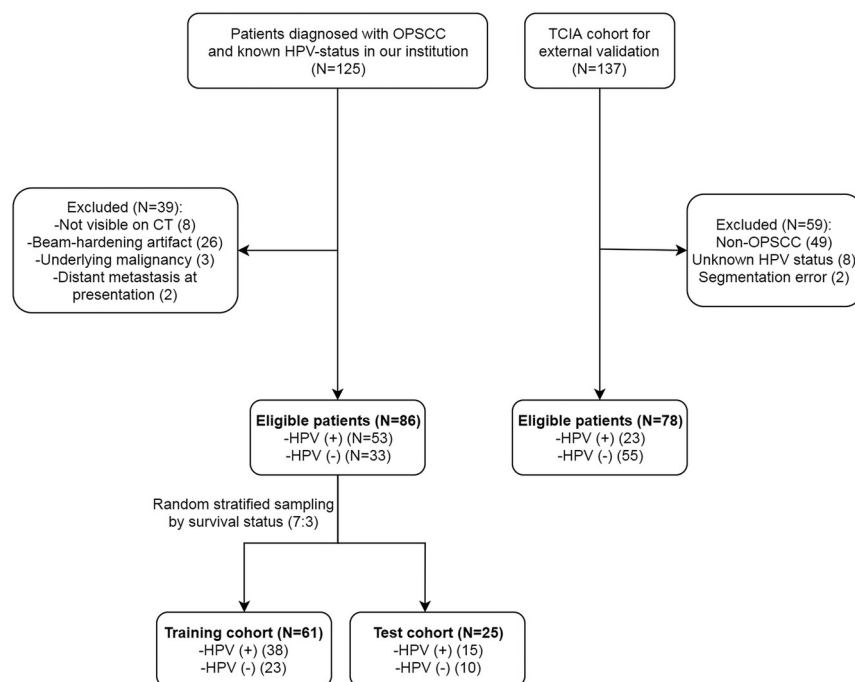 Patients diagnosed with OPSCC
and known HPV-status in our institution
(N=125)
TCIA cohort for
external validation
(N=137)
Excluded (N=39):
-Not visible on CT (8)
-Beam-hardening artifact (26)
-Underlying malignancy (3)
-Distant metastasis at
presentation (2)
Excluded (N=59):
Non-OPSCC (49)
Unknown HPV status (8)
Segmentation error (2)
Eligible patients (N=86)
-HPV (+) (N=53)
-HPV (-) (N=33)
Eligible patients (N=78)
-HPV (+) (23)
-HPV (-) (55)
Random stratified sampling
by survival status (7:3)
Training cohort (N=61)
-HPV (+) (38)
-HPV (-) (23)
Test cohort (N=25)
-HPV (+) (15)
-HPV (-) (10)